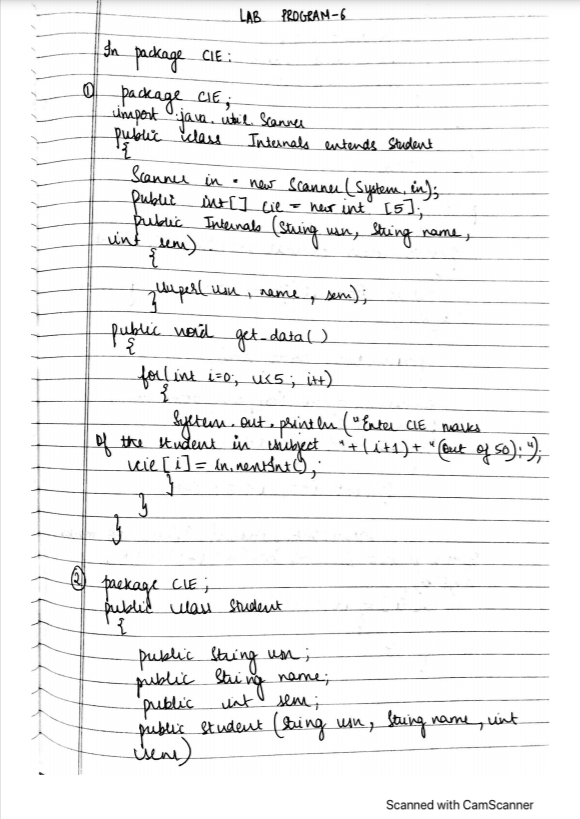 LAB PROGRAM-6
In package CIE:
① package CIE;
import java.util.Scanner
public class Internals extends Student
{
Scanner in = new Scanner(System.in);
public int[] cie = new int [5];
public Internals (String usn, String name,
int sem)
{
super(usn, name, sem);
}
public void get_data()
{
for(int i=0; i<5; i++)
{
System.out.println("Enter CIE marks
of the student in subject "+(i+1)+"(out of 50):");
cie[i] = in.nextInt();
}
}
}
② package CIE;
public class Student
{
public String usn;
public String name;
public int sem;
public Student (String usn, String name, int
sem)
Scanned with CamScanner